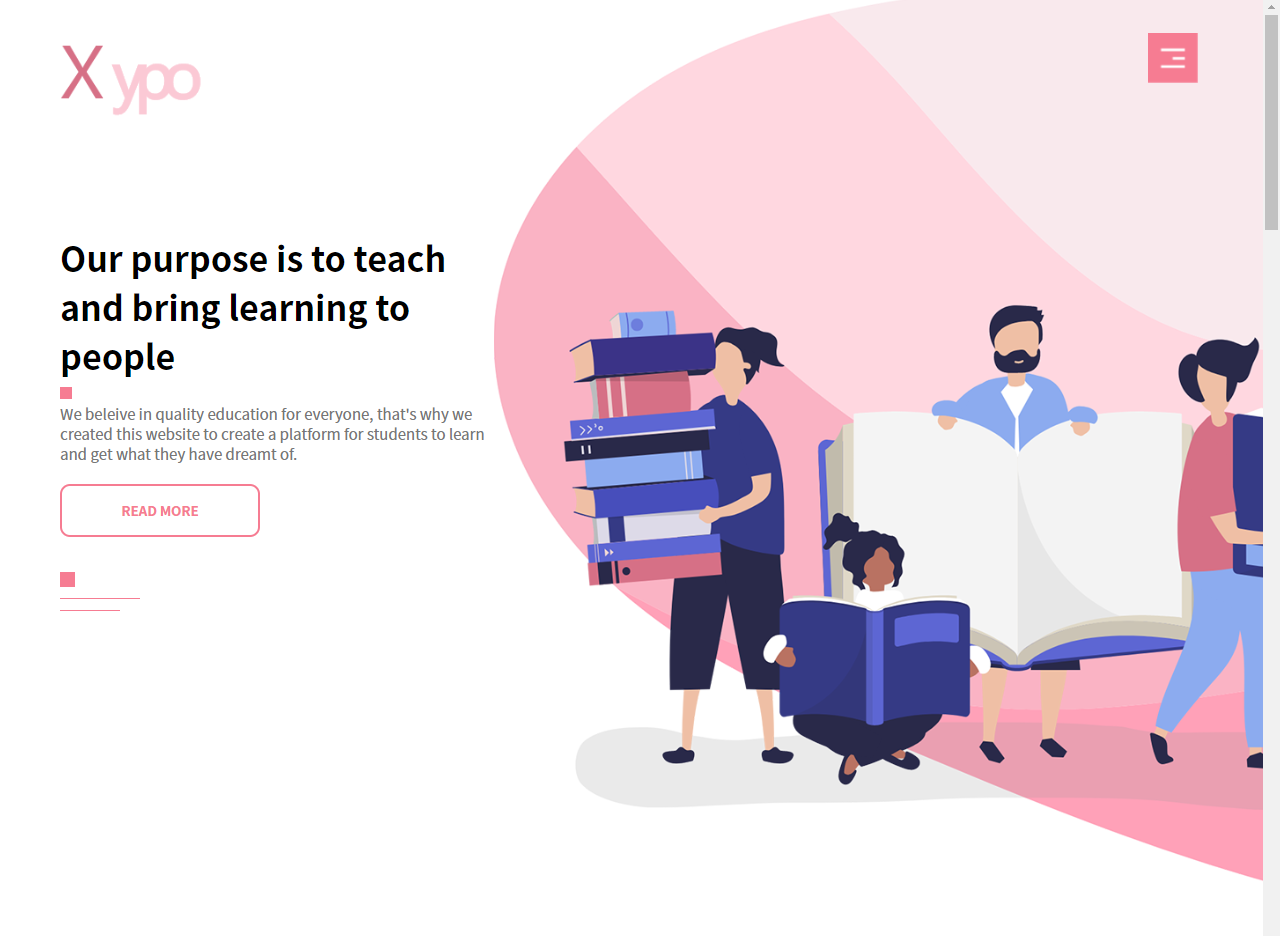 X ypo
Our purpose is to teach
and bring learning to
people
We beleive in quality education for everyone, that's why we
created this website to create a platform for students to learn
and get what they have dreamt of.
READ MORE